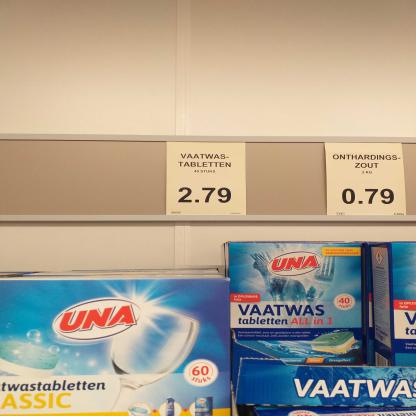 VAATWAS-
TABLETTEN
40 STUKS
2.79
ONTHARDINGS-
ZOUT
2 KG
0.79
UNA
60
stuks
twastabletten
ASSIC
UNA
40
VAATWAS
tabletten ALL in 1
VAATWAS